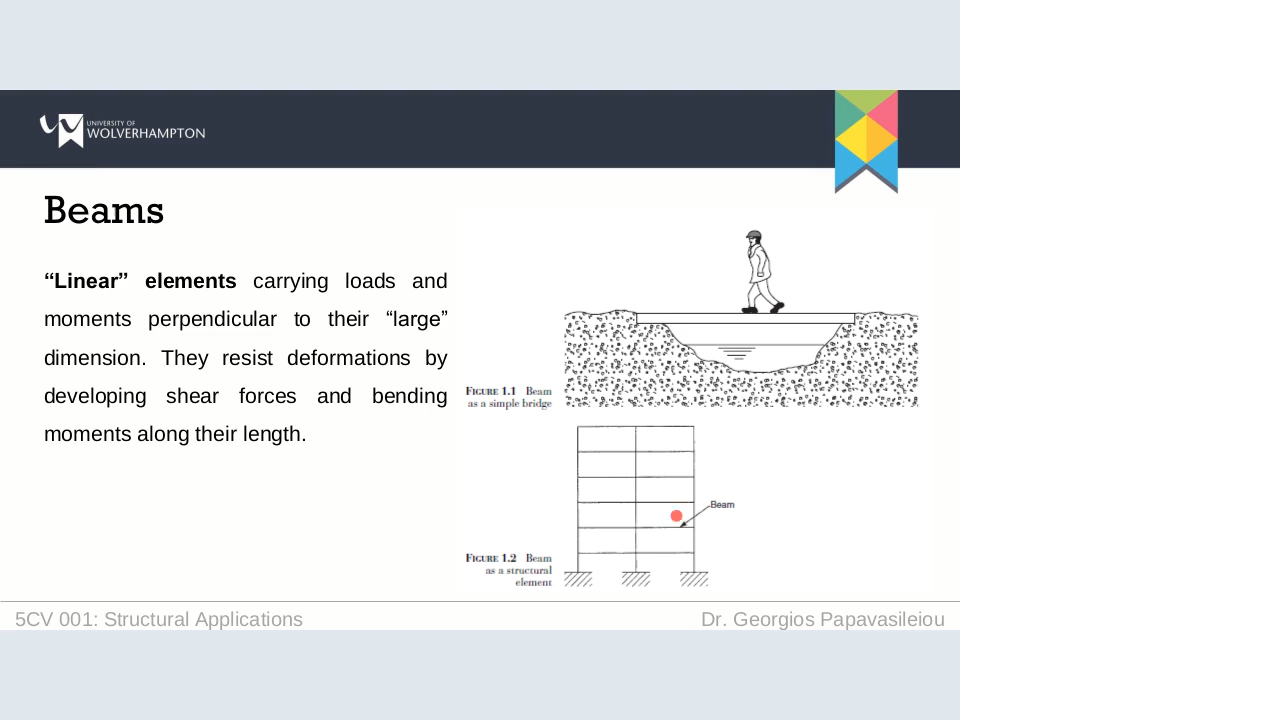 UNIVERSITY OF
WOLVERHAMPTON
Beams
“Linear” elements carrying loads and
moments perpendicular to their “large”
dimension. They resist deformations by
developing shear forces and bending
moments along their length.
FIGURE 1.1 Beam
as a simple bridge
Beam
FIGURE 1.2 Beam
as a structural
element
5CV 001: Structural Applications
Dr. Georgios Papavasileiou